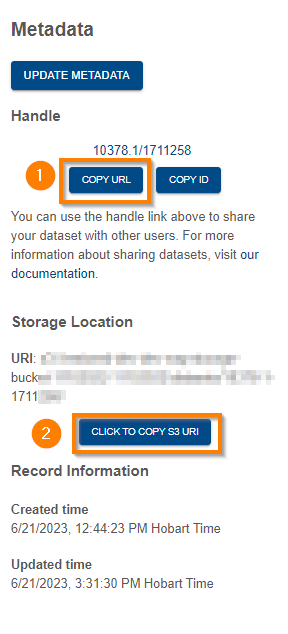 Metadata
UPDATE METADATA
Handle
10378.1/1711258
1
COPY URL
COPY ID
You can use the handle link above to share
your dataset with other users. For more
information about sharing datasets, visit our
documentation.
Storage Location
URI:
bucke
1711
2
CLICK TO COPY S3 URI
Record Information
Created time
6/21/2023, 12:44:23 PM Hobart Time
Updated time
6/21/2023, 3:31:30 PM Hobart Time